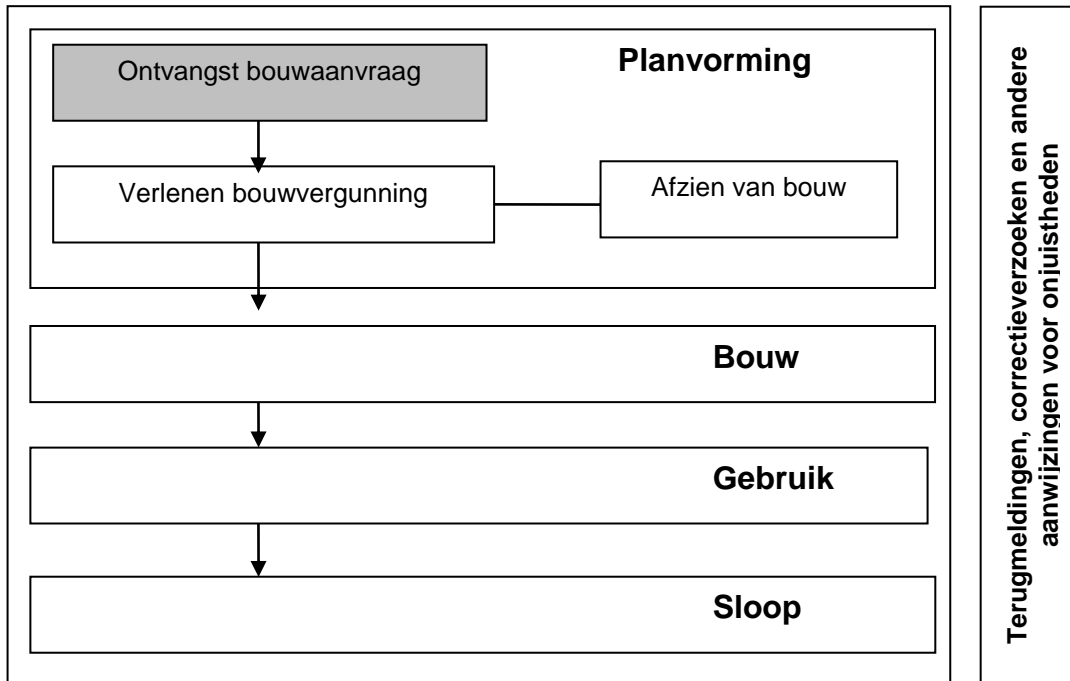 Planvorming
Ontvangst bouwaanvraag
Verlenen bouwvergunning
Afzien van bouw
Bouw
Gebruik
Sloop
Terugmeldingen, correctieverzoeken en andere
aanwijzingen voor onjuistheden